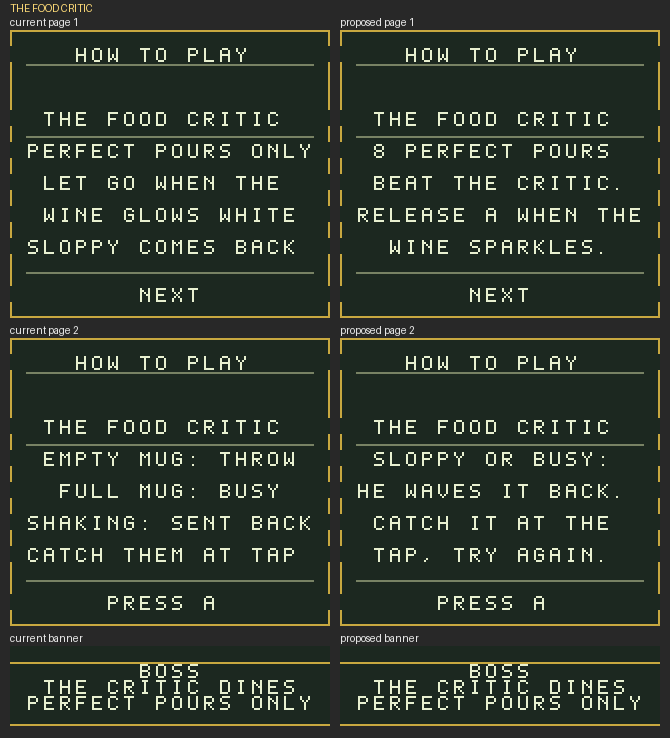 THE FOOD CRITIC
current page 1
HOW TO PLAY
THE FOOD CRITIC
PERFECT POURS ONLY
LET GO WHEN THE
WINE GLOWS WHITE
SLOPPY COMES BACK
NEXT
proposed page 1
HOW TO PLAY
THE FOOD CRITIC
8 PERFECT POURS
BEAT THE CRITIC.
RELEASE A WHEN THE
WINE SPARKLES.
NEXT
current page 2
HOW TO PLAY
THE FOOD CRITIC
EMPTY MUG: THROW
FULL MUG: BUSY
SHAKING: SENT BACK
CATCH THEM AT TAP
PRESS A
proposed page 2
HOW TO PLAY
THE FOOD CRITIC
SLOPPY OR BUSY:
HE WAVES IT BACK.
CATCH IT AT THE
TAP, TRY AGAIN.
PRESS A
current banner
BOSS
THE CRITIC DINES
PERFECT POURS ONLY
proposed banner
BOSS
THE CRITIC DINES
PERFECT POURS ONLY